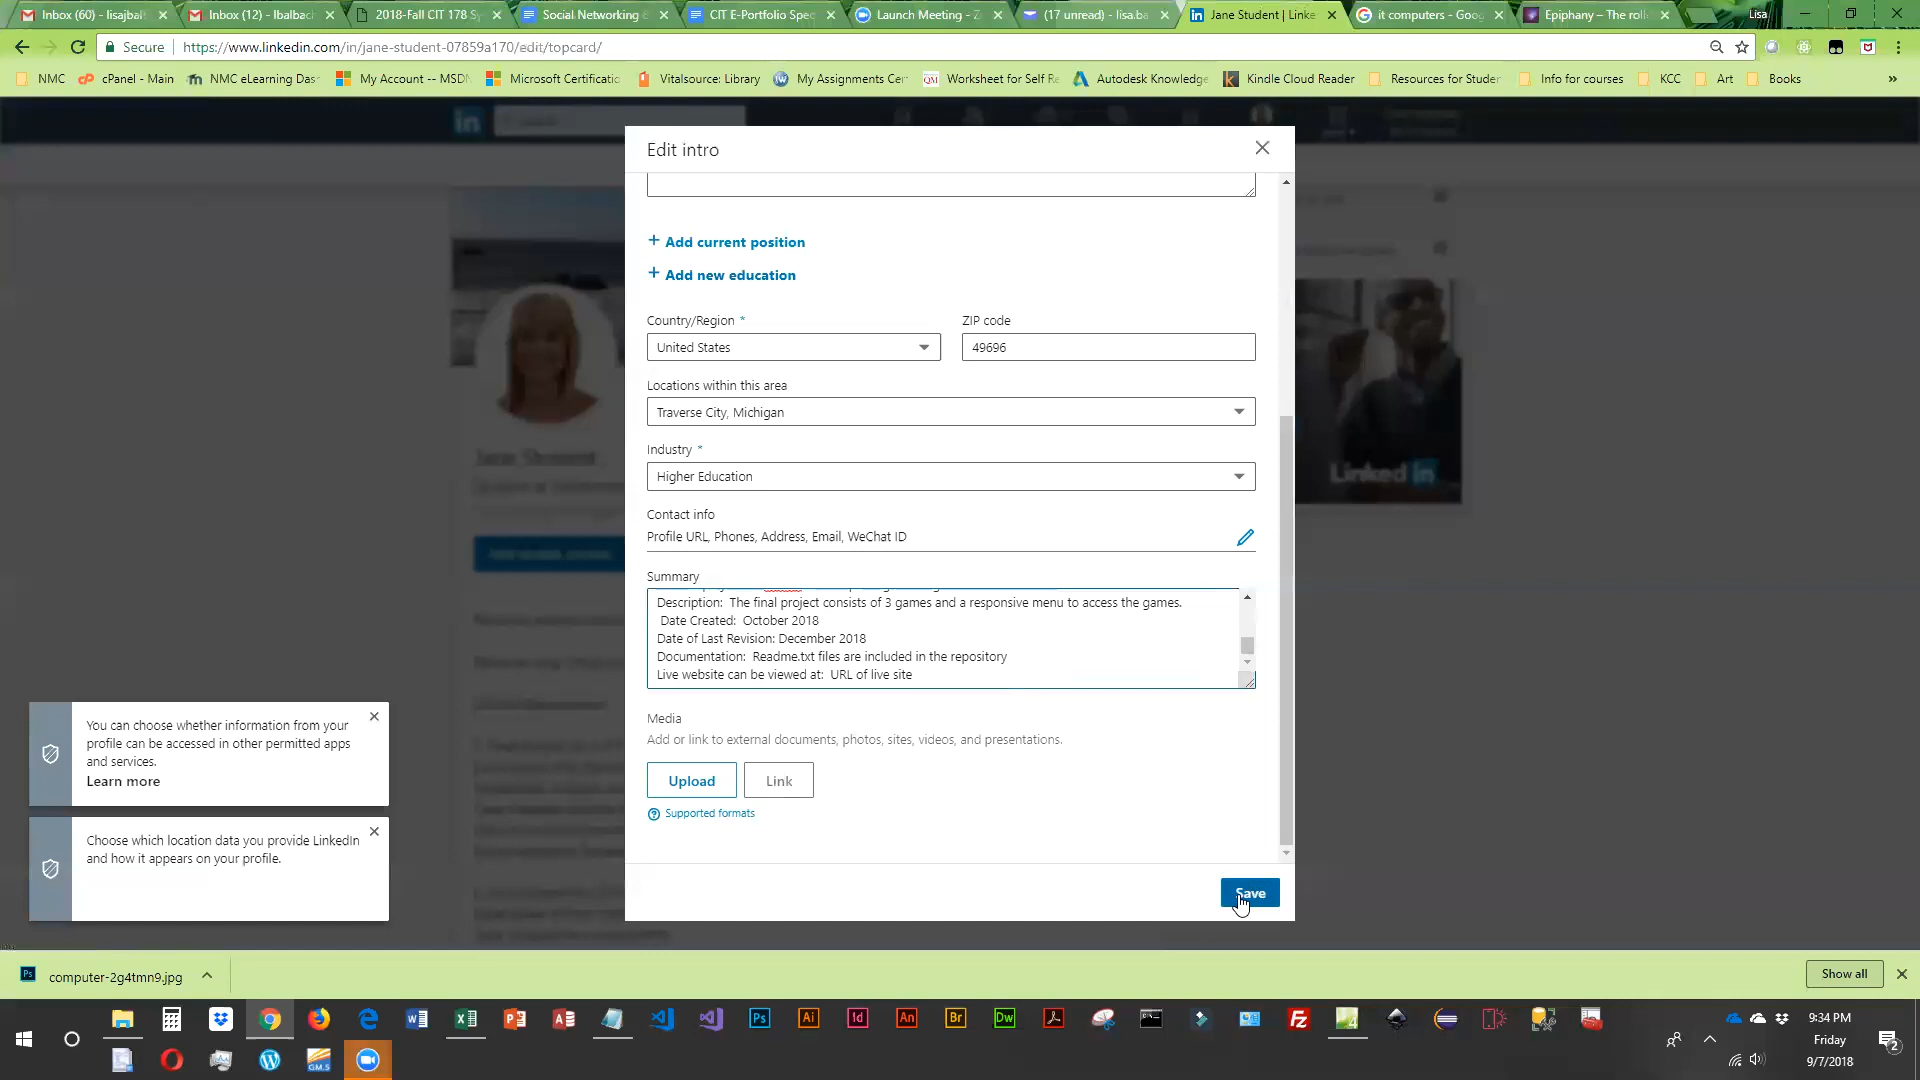 Inbox (60) - lisajbalt
Inbox (12) - lbalbach
2018-Fall CIT 178 Sy
Social Networking &
CIT E-Portfolio Spec
Launch Meeting - Z
(17 unread) - lisa.ba
Jane Student | Linke
it computers - Goog
Epiphany – The roll
Lisa
Secure
https://www.linkedin.com/in/jane-student-07859a170/edit/topcard/
NMC
cPanel - Main
NMC eLearning Das
My Account -- MSDN
Microsoft Certificatio
Vitalsource: Library
My Assignments Cer
Worksheet for Self Re
Autodesk Knowledge
Kindle Cloud Reader
Resources for Studer
Info for courses
KCC
Art
Books
»
Edit intro
+ Add current position
+ Add new education
Country/Region *
ZIP code
United States
49696
Locations within this area
Traverse City, Michigan
Industry *
Higher Education
Contact info
Profile URL, Phones, Address, Email, WeChat ID
Summary
Description:  The final project consists of 3 games and a responsive menu to access the games.
Date Created:  October 2018
Date of Last Revision: December 2018
Documentation:  Readme.txt files are included in the repository
Live website can be viewed at:  URL of live site
Media
Add or link to external documents, photos, sites, videos, and presentations.
Upload
Link
Supported formats
Save
Jane Student
Linked in
You can choose whether information from your
profile can be accessed in other permitted apps
and services.
Learn more
Choose which location data you provide LinkedIn
and how it appears on your profile.
computer-2g4tmn9.jpg
Show all
9:34 PM
Friday
9/7/2018
2